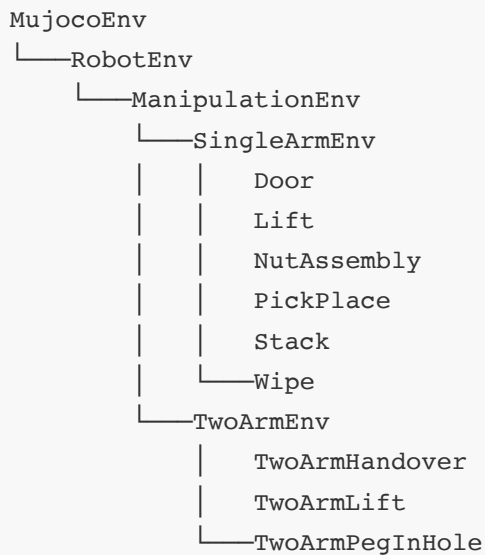 MujocoEnv
└───RobotEnv
└───ManipulationEnv
└───SingleArmEnv
│   │   Door
│   │   Lift
│   │   NutAssembly
│   │   PickPlace
│   │   Stack
│   └───Wipe
└───TwoArmEnv
│   TwoArmHandover
│   TwoArmLift
└───TwoArmPegInHole